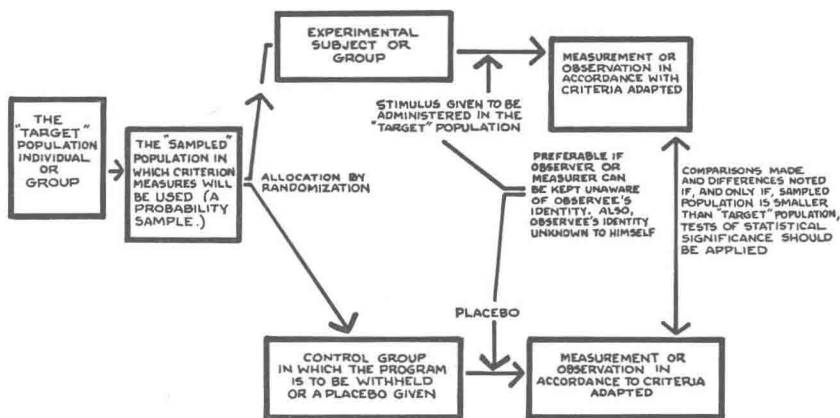 THE
"TARGET"
POPULATION
INDIVIDUAL
OR
GROUP
THE "SAMPLED"
POPULATION IN
WHICH CRITERION
MEASURES WILL
BE USED (A
PROBABILITY
SAMPLE.)
ALLOCATION BY
RANDOMIZATION
EXPERIMENTAL
SUBJECT OR
GROUP
STIMULUS GIVEN TO BE
ADMINISTERED IN THE
"TARGET" POPULATION
MEASUREMENT OR
OBSERVATION IN
ACCORDANCE WITH
CRITERIA ADAPTED
PREFERABLE IF
OBSERVER OR
MEASURER CAN
BE KEPT UNAWARE
OF OBSERVEE'S
IDENTITY. ALSO,
OBSERVEE'S IDENTITY
UNKNOWN TO HIMSELF
COMPARISONS MADE
AND DIFFERENCES NOTED
IF, AND ONLY IF, SAMPLED
POPULATION IS SMALLER
THAN "TARGET" POPULATION,
TESTS OF STATISTICAL
SIGNIFICANCE SHOULD
BE APPLIED
PLACEBO
CONTROL GROUP
IN WHICH THE PROGRAM
IS TO BE WITHHELD
OR A PLACEBO GIVEN
MEASUREMENT OR
OBSERVATION IN
ACCORDANCE TO CRITERIA
ADAPTED